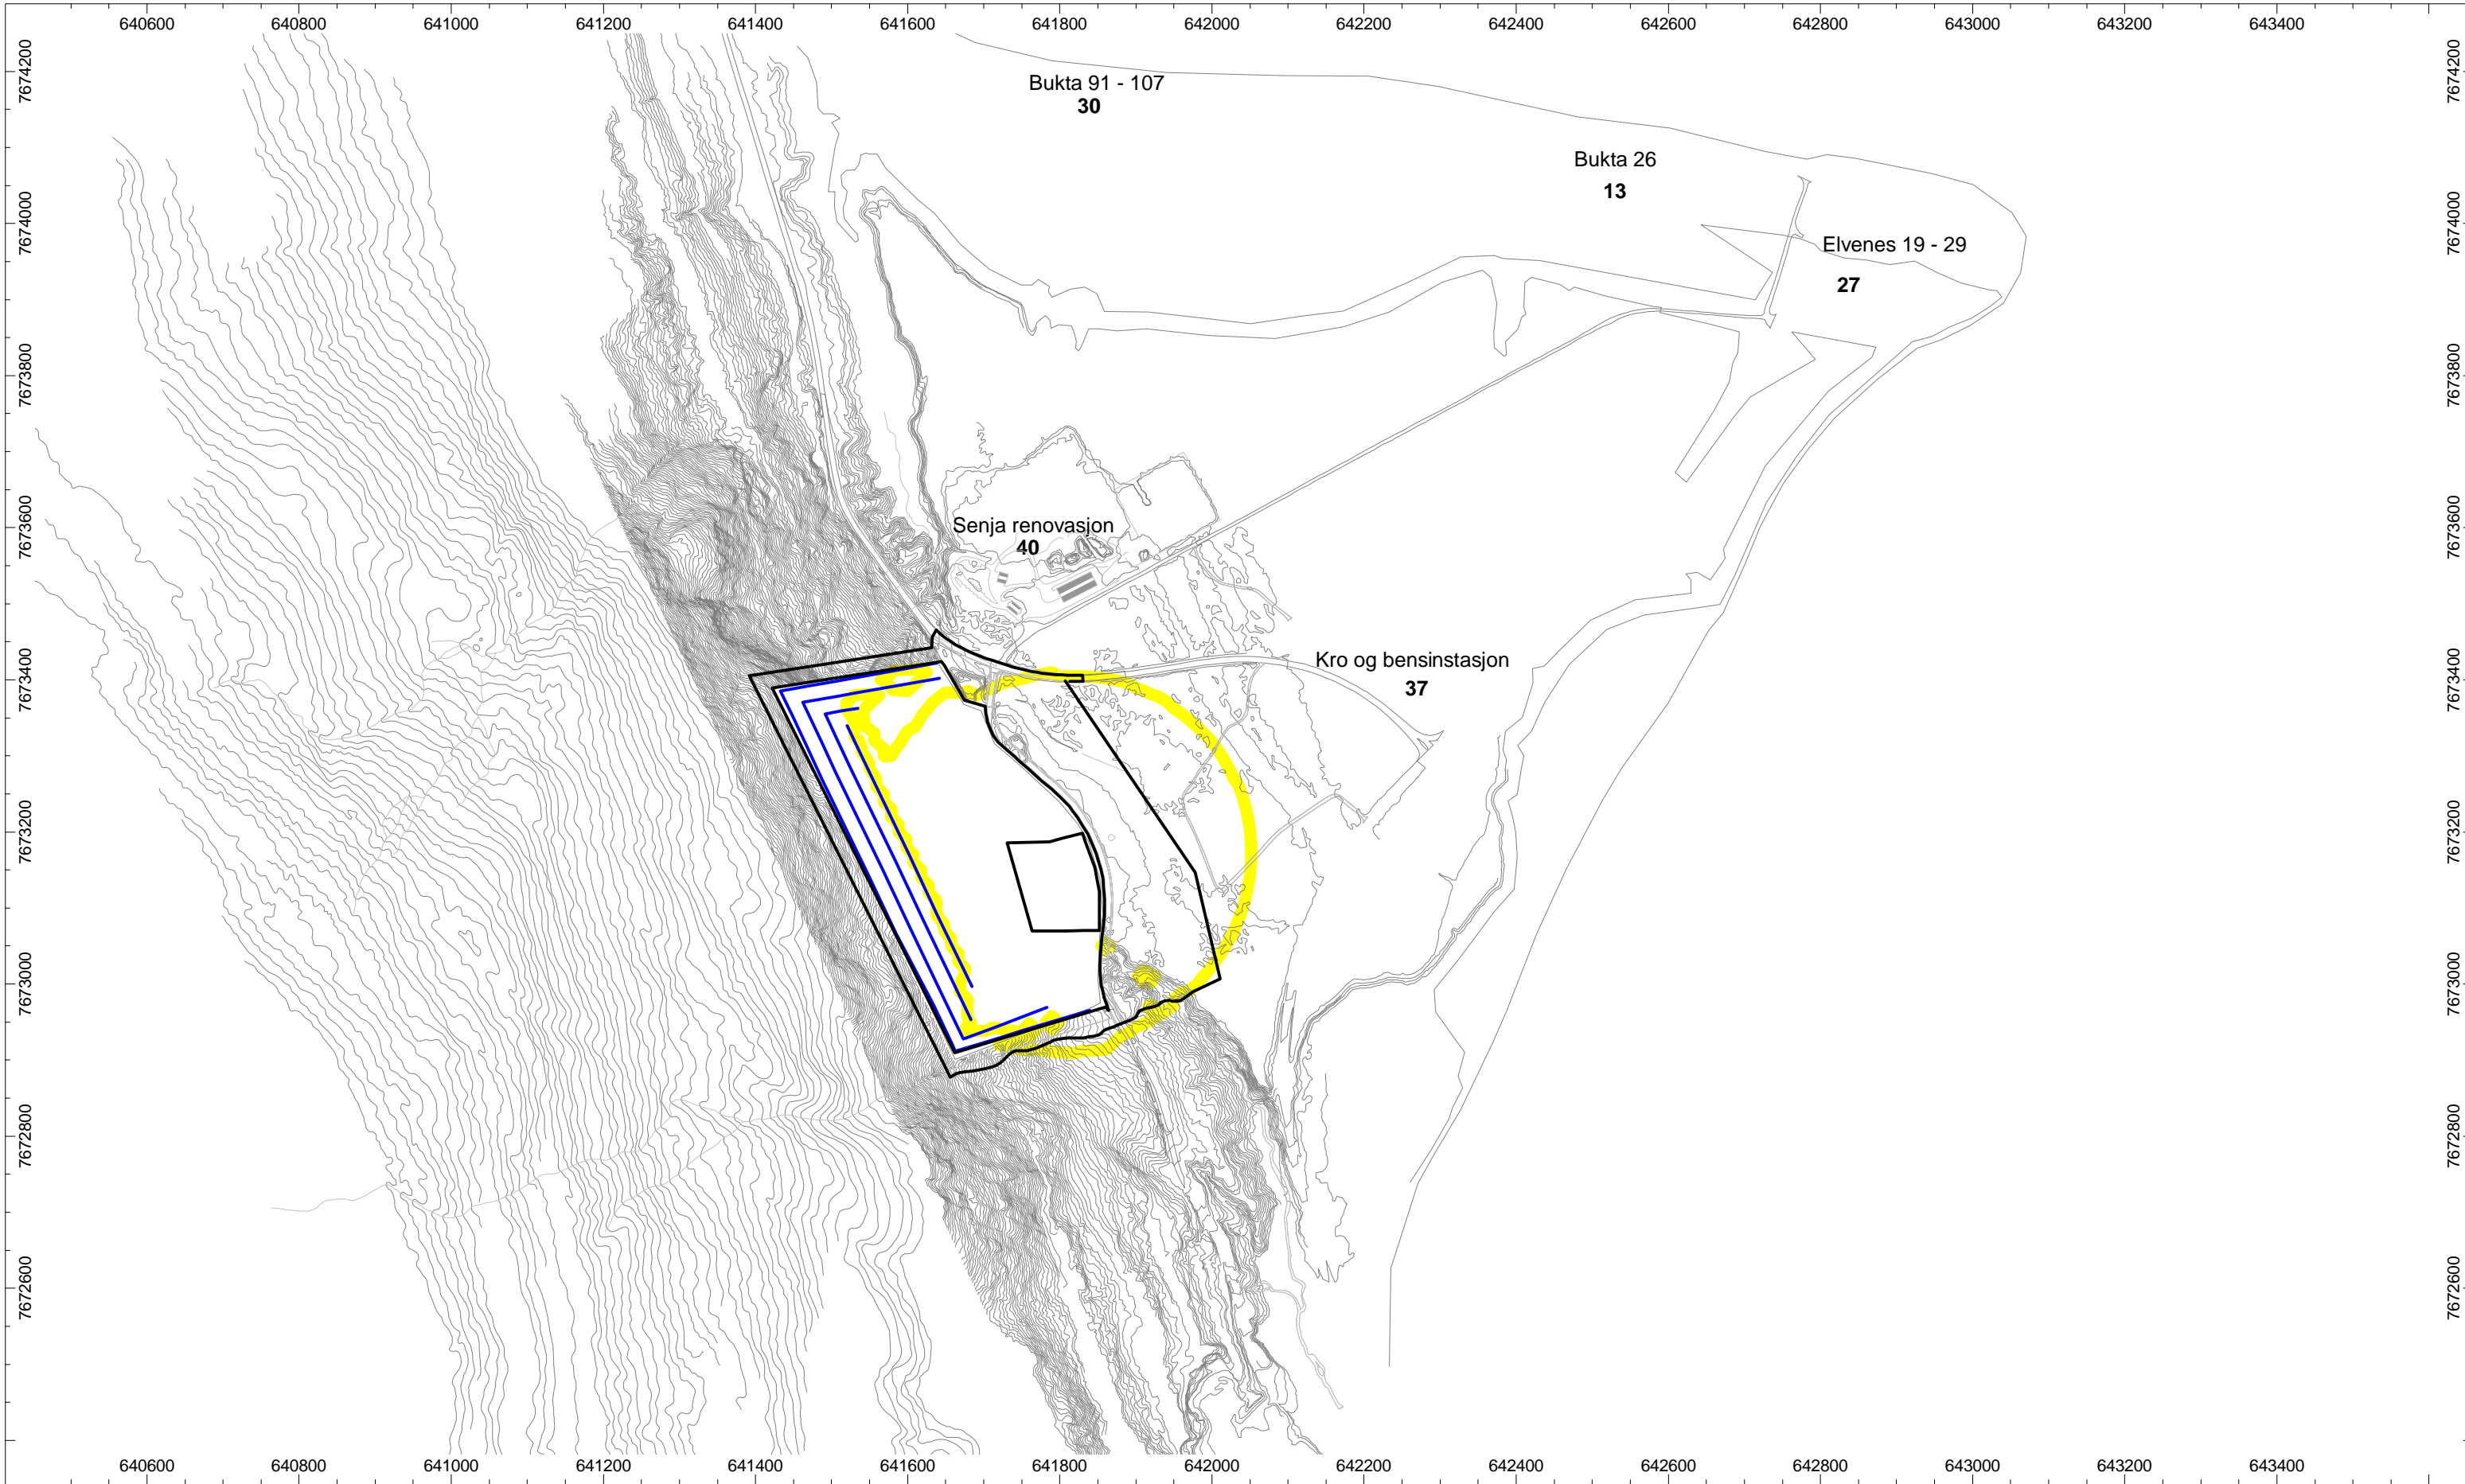 640600 640800 641000 641200 641400 641600 641800 642000 642200 642400 642600 642800 643000 643200 643400
7674200 7674200
Bukta 91 - 107
30
Bukta 26
13
7674000 7674000
Elvenes 19 - 29
27
7673800 7673800
7673600 7673600
Senja renovasjon
40
7673400 7673400
Kro og bensinstasjon
37
7673200 7673200
7673000 7673000
7672800 7672800
7672600 7672600
640600 640800 641000 641200 641400 641600 641800 642000 642200 642400 642600 642800 643000 643200 643400